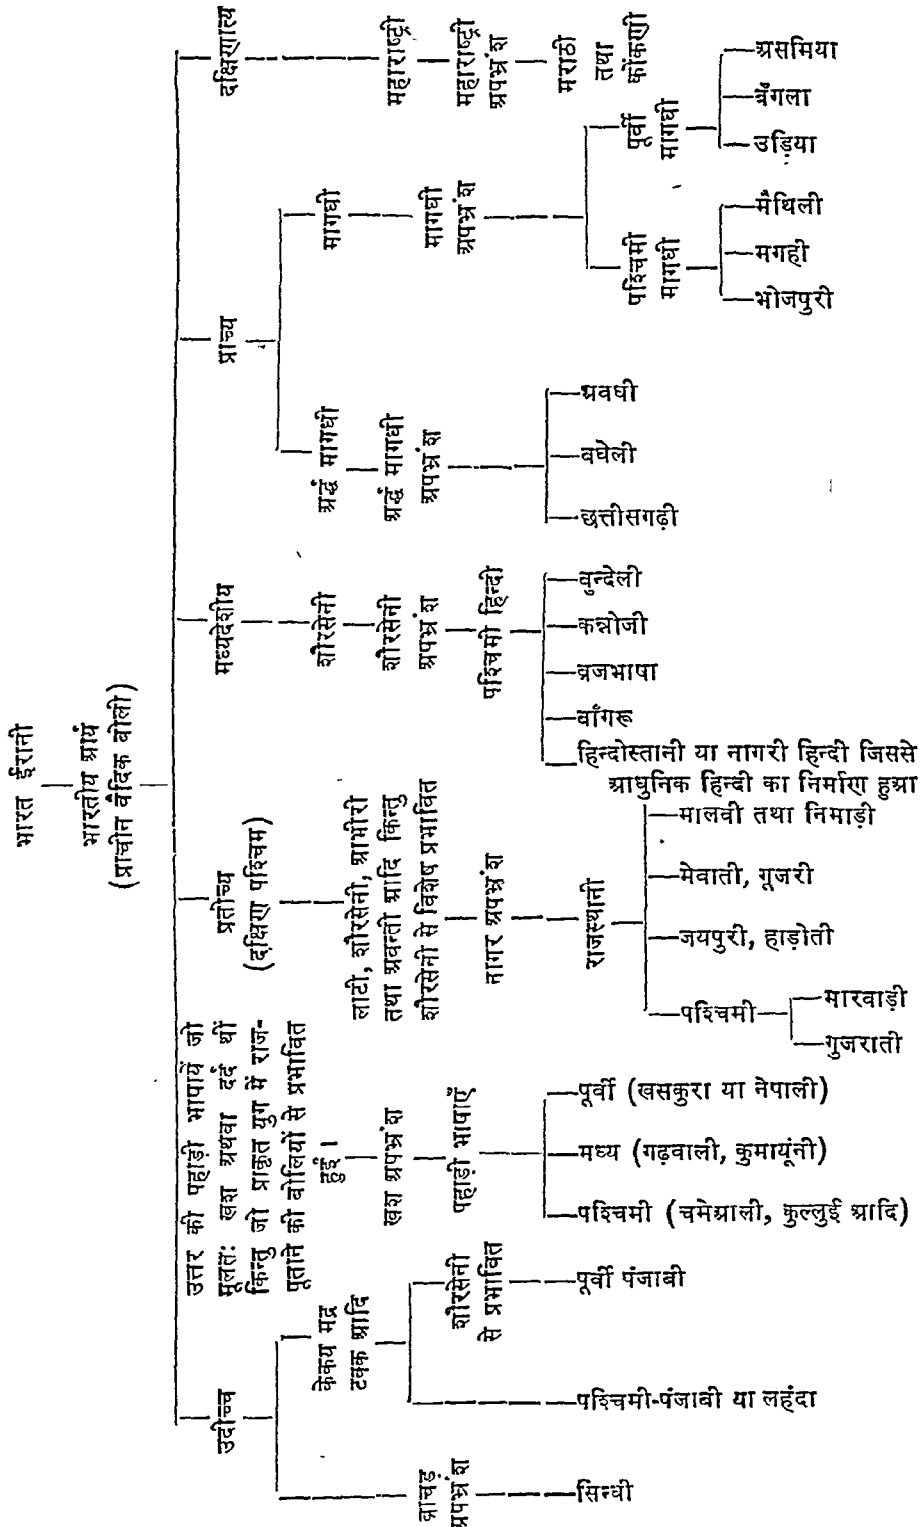 भारत ईरानी
भारतीय आर्य
(प्राचीन वैदिक बोली)
उदीच्य
ब्राचड़
अपभ्रंश
सिन्धी
केकय मद्र
टक्क आदि
पश्चिमी-पंजाबी या लहंदा
शौरसेनी
से प्रभावित
पूर्वी पंजाबी
उत्तर की पहाड़ी भाषायें जो
मूलतः खश अथवा दर्द थीं
किन्तु जो प्राकृत युग में राज-
पूताने की बोलियों से प्रभावित
हुईं।
खश अपभ्रंश
पहाड़ी भाषाएँ
पूर्वी (खसकुरा या नेपाली)
मध्य (गढ़वाली, कुमायूंनी)
पश्चिमी (चमेआली, कुल्लुई आदि)
प्रतीच्य
(दक्षिण पश्चिम)
लाटी, शौरसेनी, आभीरी
तथा अवन्ती आदि किन्तु
शौरसेनी से विशेष प्रभावित
नागर अपभ्रंश
राजस्थानी
मालवी तथा निमाड़ी
मेवाती, गूजरी
जयपुरी, हाड़ोती
पश्चिमी
मारवाड़ी
गुजराती
मध्यदेशीय
शौरसेनी
शौरसेनी
अपभ्रंश
पश्चिमी हिन्दी
बुन्देली
कन्नोजी
ब्रजभाषा
बाँगरू
हिन्दोस्तानी या नागरी हिन्दी जिससे
आधुनिक हिन्दी का निर्माण हुआ
प्राच्य
अर्द्ध मागधी
अर्द्ध मागधी
अपभ्रंश
अवधी
बघेली
छत्तीसगढ़ी
मागधी
मागधी
अपभ्रंश
पश्चिमी
मागधी
मैथिली
मगही
भोजपुरी
पूर्वी
मागधी
असमिया
बँगला
उड़िया
दक्षिणात्य
महाराष्ट्री
महाराष्ट्री
अपभ्रंश
मराठी
तथा
कोंकणी